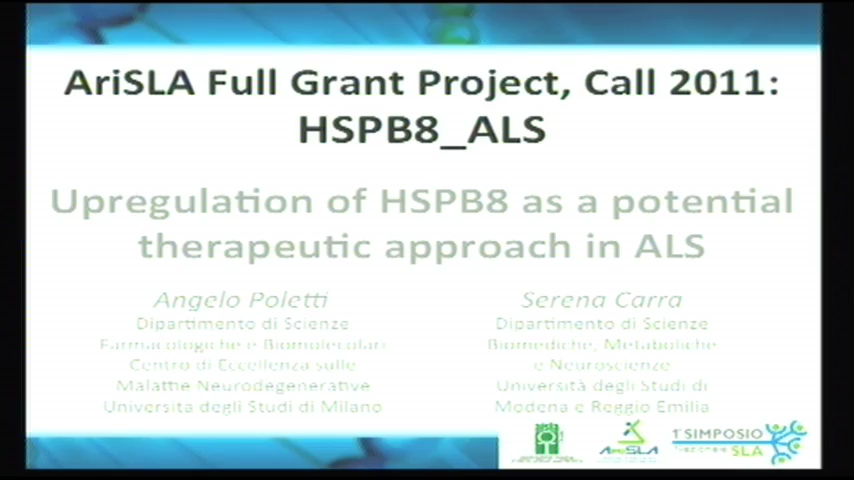 AriSLA Full Grant Project, Call 2011:
HSPB8_ALS
Upregulation of HSPB8 as a potential
therapeutic approach in ALS
Angelo Poletti
Dipartimento di Scienze
Farmacologiche e Biomolecolari
Centro di Eccellenza sulle
Malattie Neurodegenerative
Università degli Studi di Milano
Serena Carra
Dipartimento di Scienze
Biomediche, Metaboliche
e Neuroscienze
Università degli Studi di
Modena e Reggio Emilia
AriSLA
1°SIMPOSIO
SLA